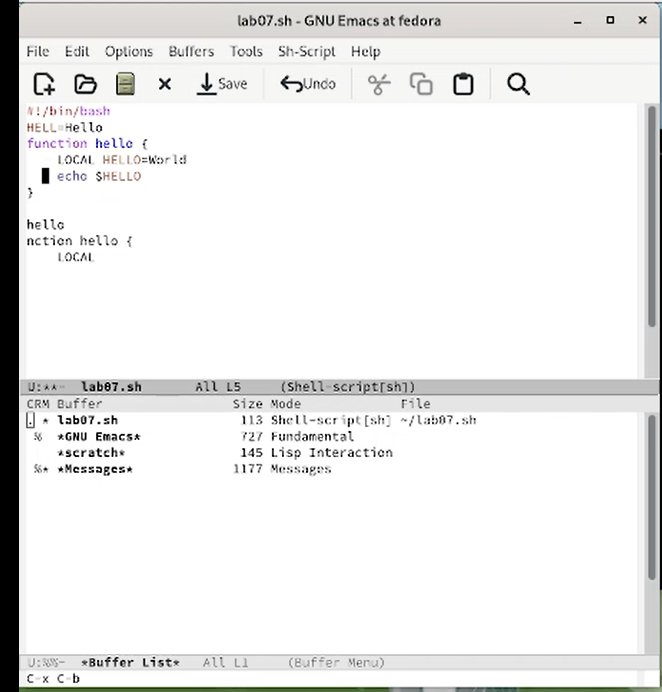 lab07.sh - GNU Emacs at fedora
File Edit Options Buffers Tools Sh-Script Help
Save Undo
#!/bin/bash
HELL=Hello
function hello {
LOCAL HELLO=World
echo $HELLO
}
hello
nction hello {
LOCAL
U:**- lab07.sh All L5 (Shell-script[sh])
CRM Buffer Size Mode File
. * lab07.sh 113 Shell-script[sh] ~/lab07.sh
% *GNU Emacs* 727 Fundamental
*scratch* 145 Lisp Interaction
%* *Messages* 1177 Messages
U:%%- *Buffer List* All L1 (Buffer Menu)
C-x C-b